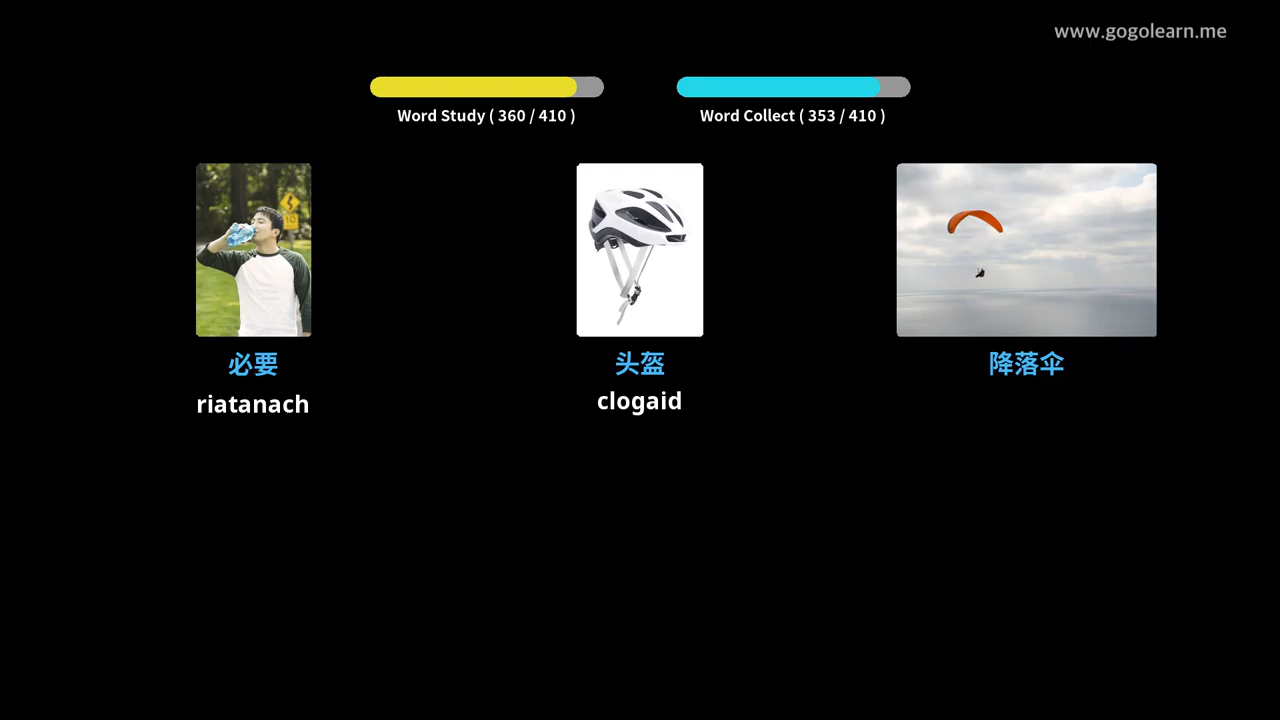 www.gogolearn.me
Word Study ( 360 / 410 )
Word Collect ( 353 / 410 )
必要
头盔
降落伞
riatanach
clogaid